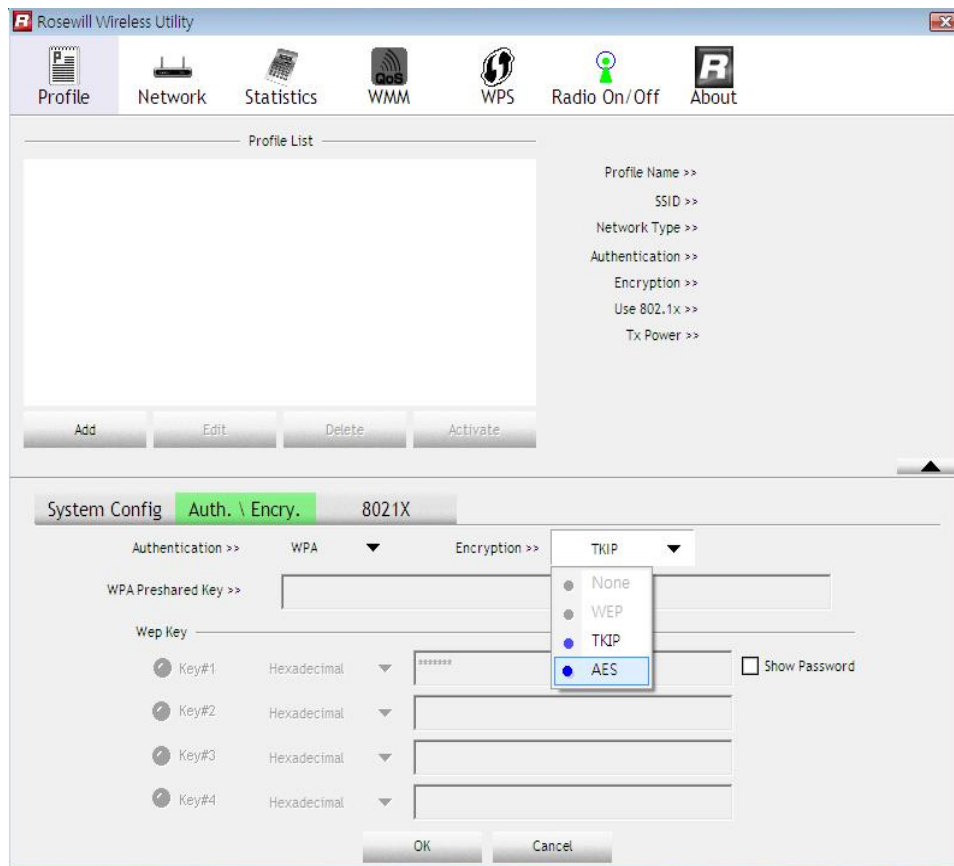 R Rosewill Wireless Utility
Profile Network Statistics QoS WMM WPS Radio On/Off R About
Profile List
Profile Name >>
SSID >>
Network Type >>
Authentication >>
Encryption >>
Use 802.1x >>
Tx Power >>
Add Edit Delete Activate
System Config Auth. \ Encry. 8021X
Authentication >> WPA Encryption >> TKIP
None
WEP
TKIP
AES
WPA Preshared Key >>
Wep Key
Key#1 Hexadecimal ******* Show Password
Key#2 Hexadecimal
Key#3 Hexadecimal
Key#4 Hexadecimal
OK Cancel